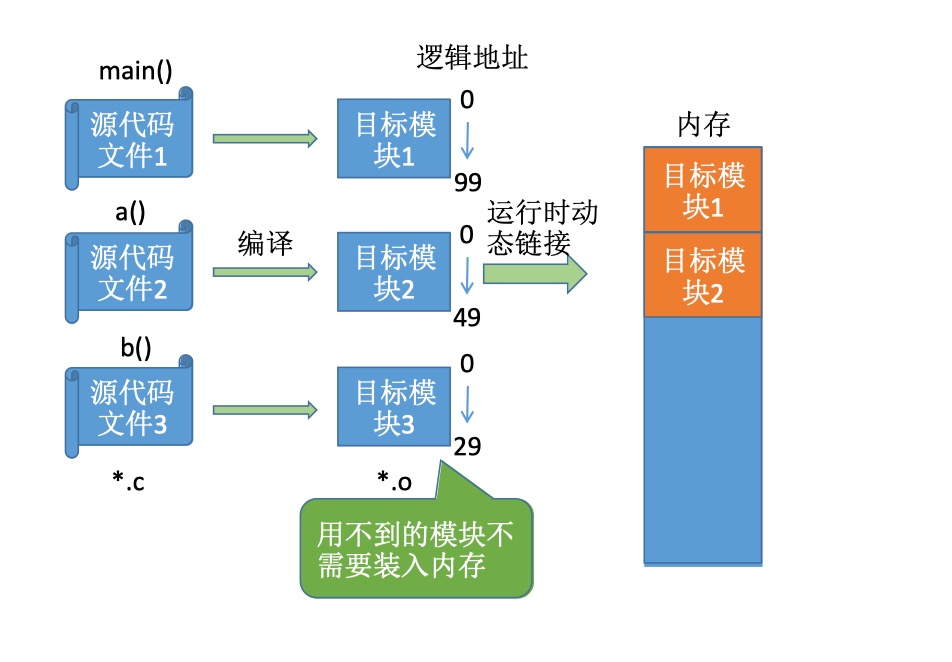 逻辑地址
main()
源代码
文件1
目标模
块1
0
99
a()
源代码
文件2
编译
目标模
块2
0
49
运行时动
态链接
b()
源代码
文件3
目标模
块3
0
29
*.c
*.o
用不到的模块不
需要装入内存
内存
目标模
块1
目标模
块2